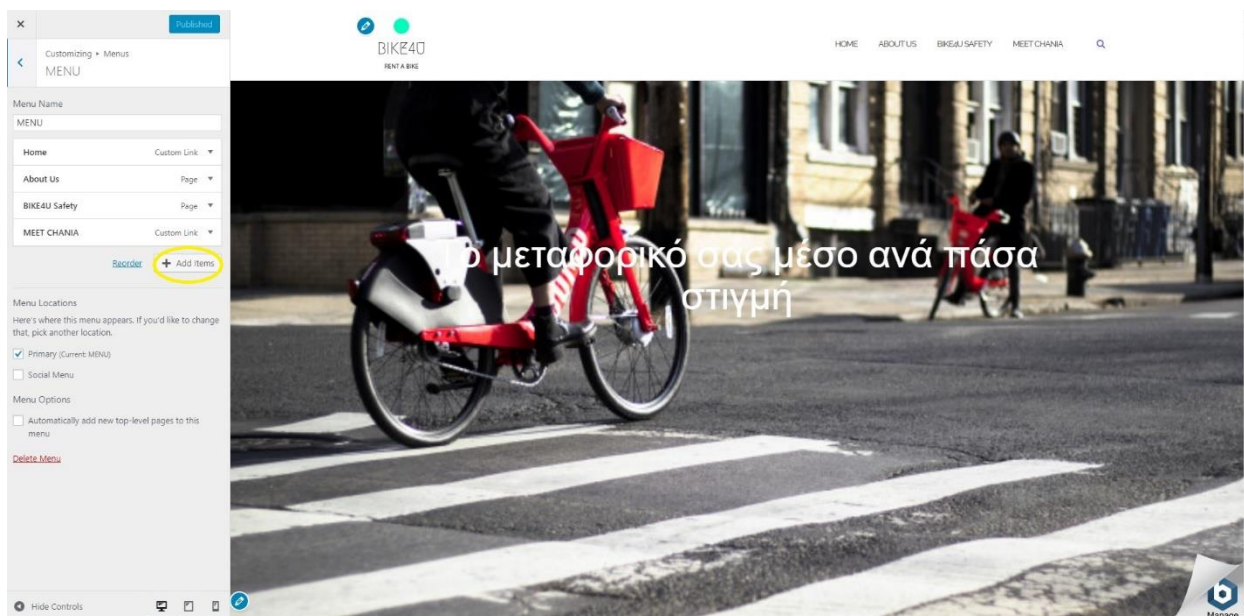 Published
Customizing ▸ Menus
MENU
Menu Name
MENU
Home Custom Link
About Us Page
BIKE4U Safety Page
MEET CHANIA Custom Link
Reorder + Add Items
Menu Locations
Here's where this menu appears. If you'd like to change
that, pick another location.
Primary (Current: MENU)
Social Menu
Menu Options
Automatically add new top-level pages to this
menu
Delete Menu
Hide Controls
BIKE4U
RENT A BIKE
HOME ABOUT US BIKE4U SAFETY MEET CHANIA
Το μεταφορικό σας μέσο ανά πάσα
στιγμή
Manage